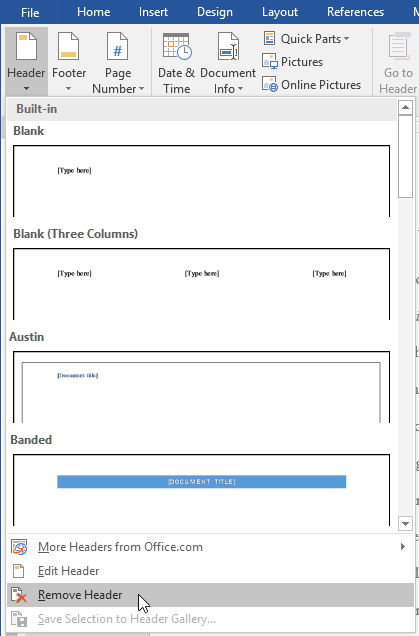 File Home Insert Design Layout References
Header Footer Page Number Date & Time Document Info Quick Parts Pictures Online Pictures Go to Header
Built-in
Blank
[Type here]
Blank (Three Columns)
[Type here] [Type here] [Type here]
Austin
[Document title]
Banded
[DOCUMENT TITLE]
More Headers from Office.com
Edit Header
Remove Header
Save Selection to Header Gallery...